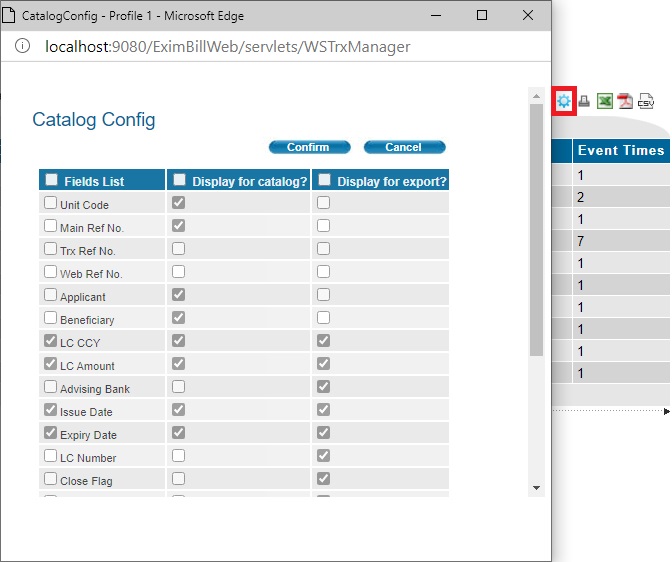 CatalogConfig - Profile 1 - Microsoft Edge
localhost:9080/EximBillWeb/servlets/WSTrxManager
Catalog Config
Confirm Cancel
Fields List Display for catalog? Display for export?
Unit Code
Main Ref No.
Trx Ref No.
Web Ref No.
Applicant
Beneficiary
LC CCY
LC Amount
Advising Bank
Issue Date
Expiry Date
LC Number
Close Flag
CSV
Event Times
1
2
1
7
1
1
1
1
1
1